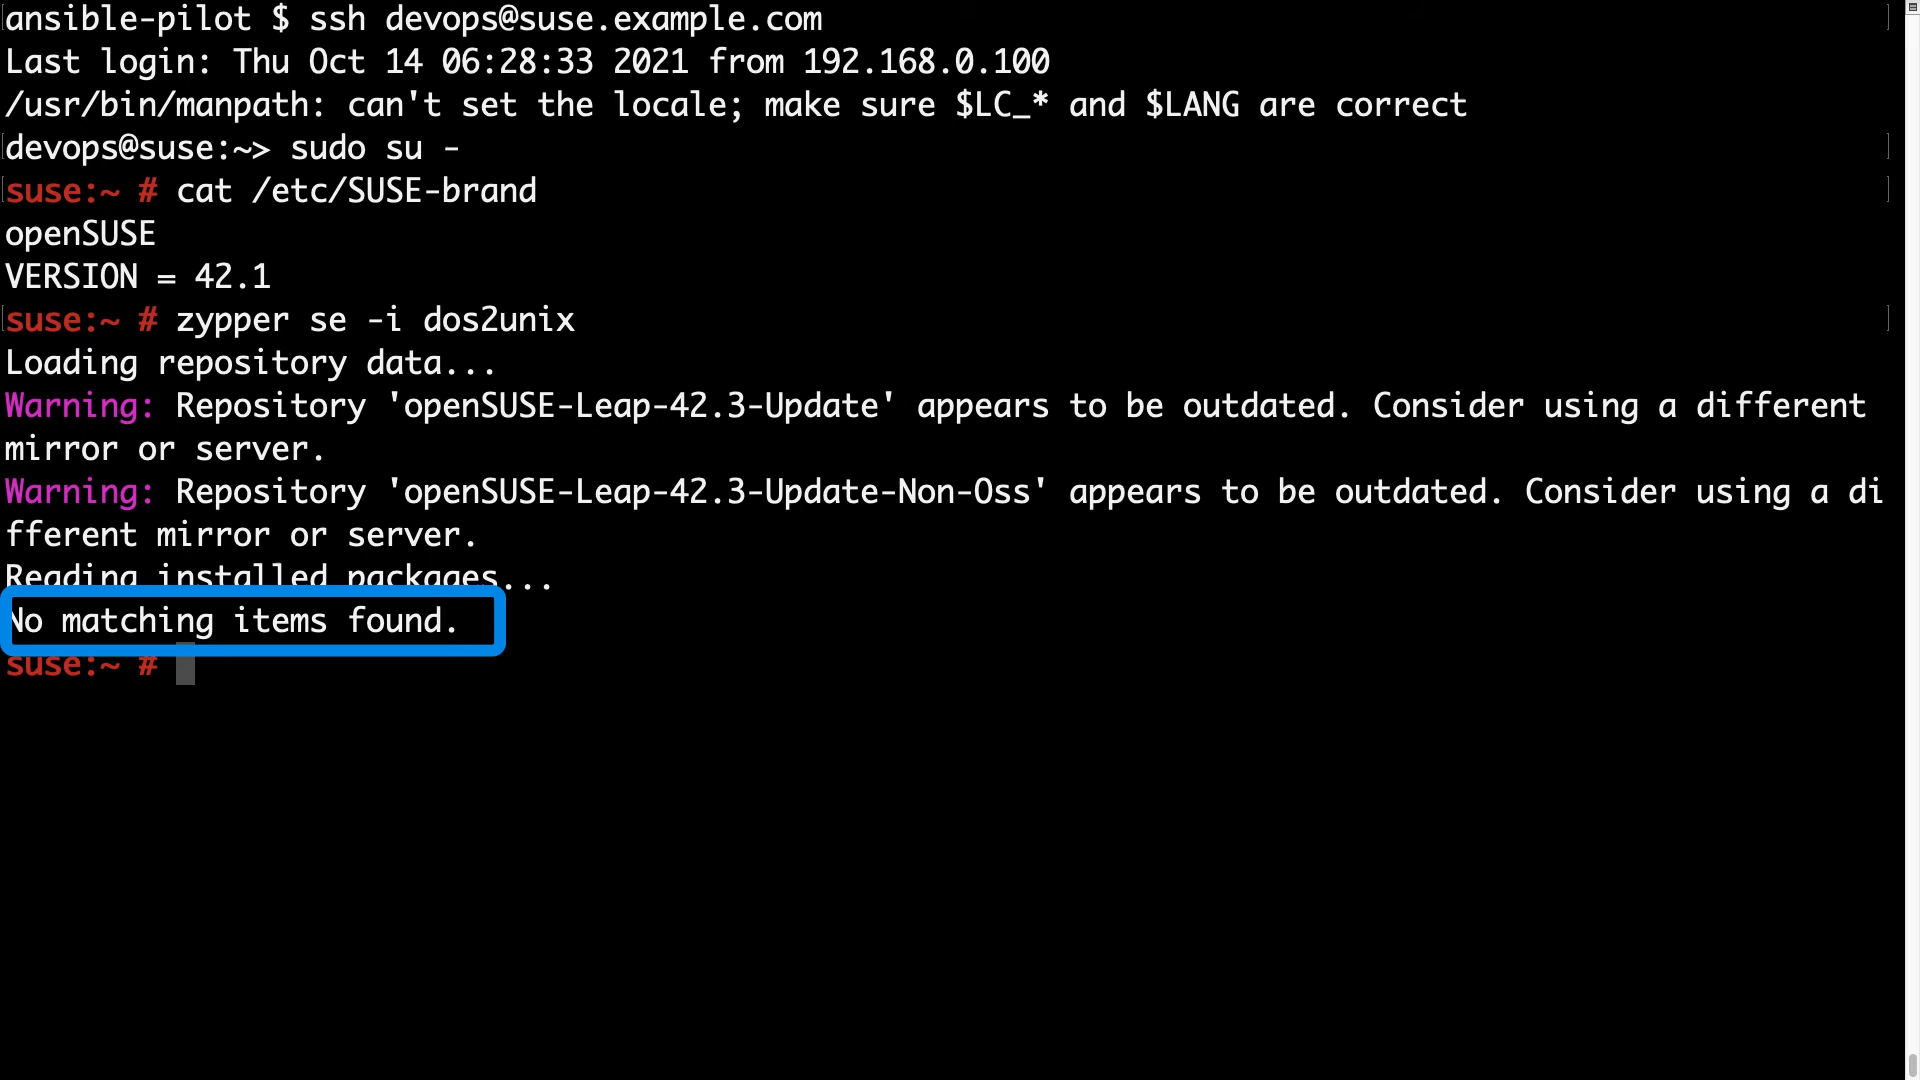 ansible-pilot $ ssh devops@suse.example.com
Last login: Thu Oct 14 06:28:33 2021 from 192.168.0.100
/usr/bin/manpath: can't set the locale; make sure $LC_* and $LANG are correct
devops@suse:~> sudo su -
suse:~ # cat /etc/SUSE-brand
openSUSE
VERSION = 42.1
suse:~ # zypper se -i dos2unix
Loading repository data...
Warning: Repository 'openSUSE-Leap-42.3-Update' appears to be outdated. Consider using a different
mirror or server.
Warning: Repository 'openSUSE-Leap-42.3-Update-Non-Oss' appears to be outdated. Consider using a di
fferent mirror or server.
Reading installed packages...
No matching items found.
suse:~ #